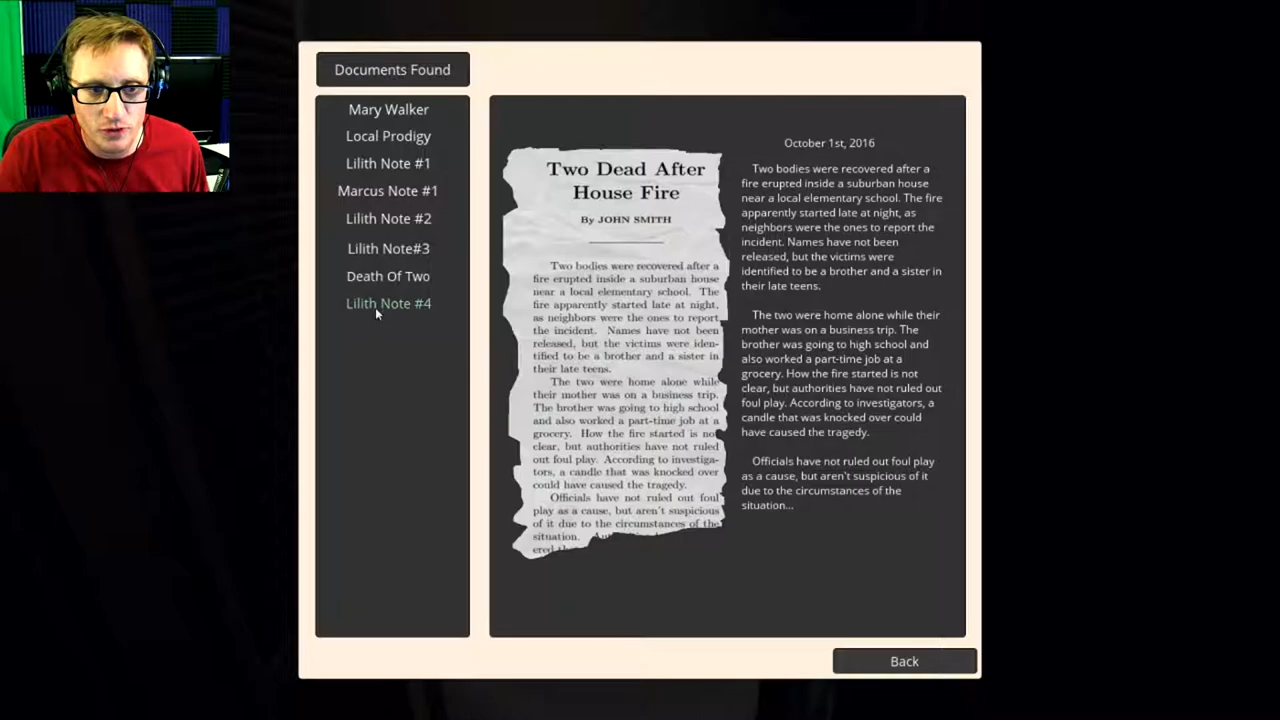 Documents Found
Mary Walker
Local Prodigy
Lilith Note #1
Marcus Note #1
Lilith Note #2
Lilith Note#3
Death Of Two
Lilith Note #4
Two Dead After
House Fire
By JOHN SMITH
Two bodies were recovered after a
fire erupted inside a suburban house
near a local elementary school. The
fire apparently started late at night,
as neighbors were the ones to report
the incident. Names have not been
released, but the victims were iden-
tified to be a brother and a sister in
their late teens.
The two were home alone while
their mother was on a business trip.
The brother was going to high school
and also worked a part-time job at a
grocery. How the fire started is not
clear, but authorities have not ruled
out foul play. According to investiga-
tors, a candle that was knocked over
could have caused the tragedy.
Officials have not ruled out foul
play as a cause, but aren't suspicious
of it due to the circumstances of the
situation.
October 1st, 2016
Two bodies were recovered after a
fire erupted inside a suburban house
near a local elementary school. The fire
apparently started late at night, as
neighbors were the ones to report the
incident. Names have not been
released, but the victims were
identified to be a brother and a sister in
their late teens.
The two were home alone while their
mother was on a business trip. The
brother was going to high school and
also worked a part-time job at a
grocery. How the fire started is not
clear, but authorities have not ruled out
foul play. According to investigators, a
candle that was knocked over could
have caused the tragedy.
Officials have not ruled out foul play
as a cause, but aren't suspicious of it
due to the circumstances of the
situation...
Back